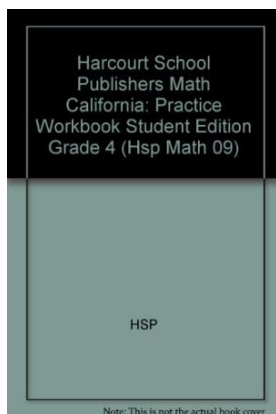 Harcourt School
Publishers Math
California: Practice
Workbook Student Edition
Grade 4 (Hsp Math 09)
HSP
Note: This is not the actual book cover